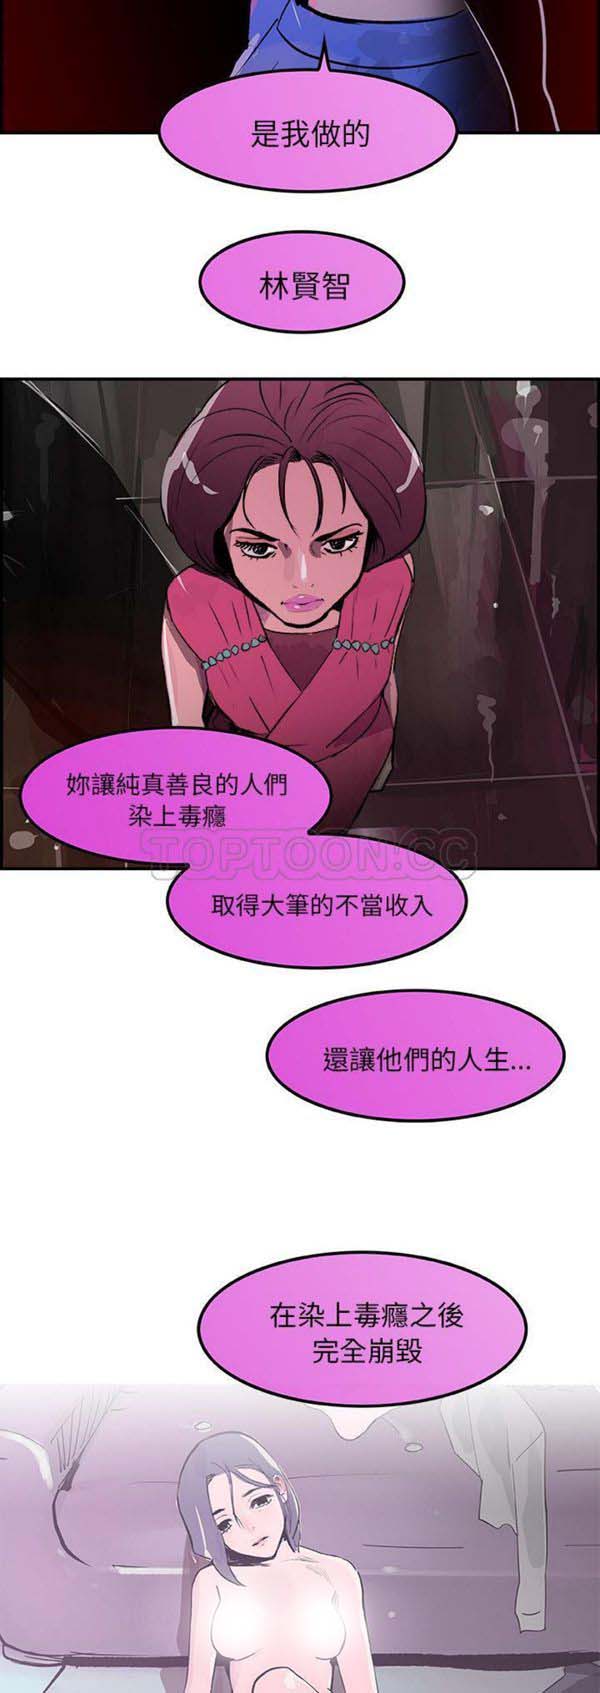 是我做的
林賢智
妳讓純真善良的人們
染上毒癮
TOPTOON.CC
取得大筆的不當收入
還讓他們的人生...
在染上毒癮之後
完全崩毀